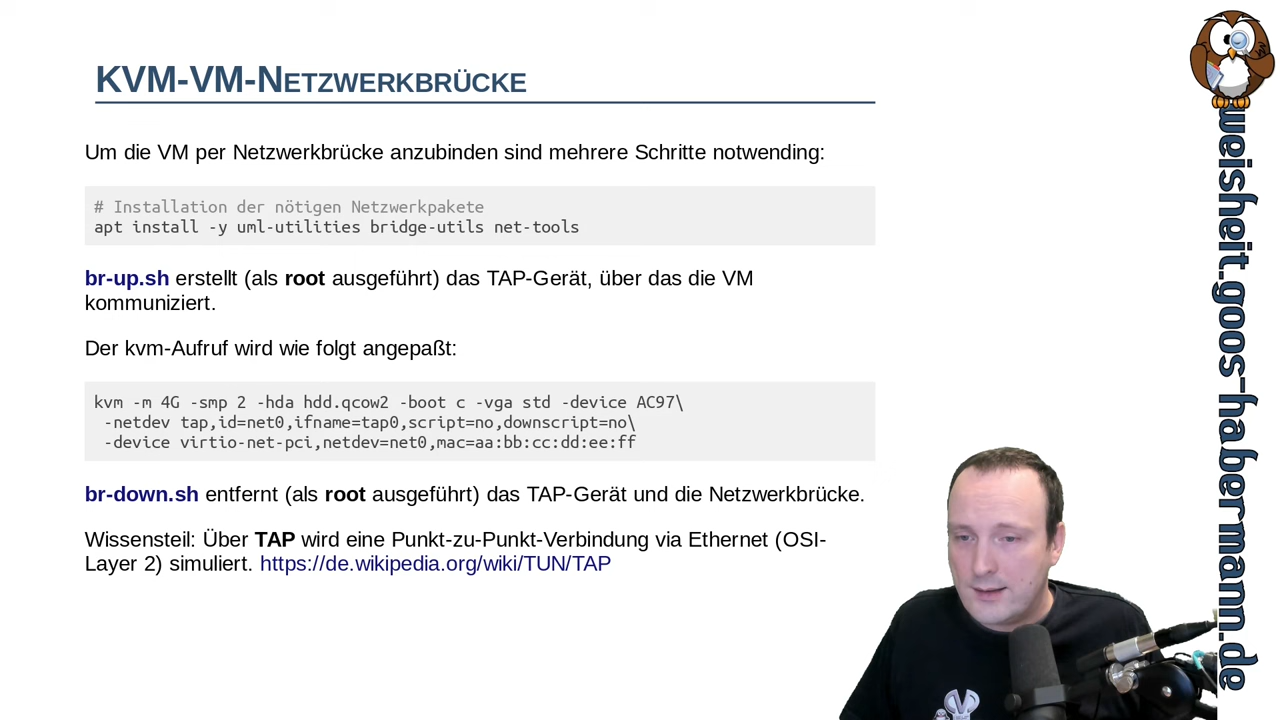 KVM-VM-Netzwerkbrücke
Um die VM per Netzwerkbrücke anzubinden sind mehrere Schritte notwending:
# Installation der nötigen Netzwerkpakete
apt install -y uml-utilities bridge-utils net-tools
br-up.sh erstellt (als root ausgeführt) das TAP-Gerät, über das die VM
kommuniziert.
Der kvm-Aufruf wird wie folgt angepaßt:
kvm -m 4G -smp 2 -hda hdd.qcow2 -boot c -vga std -device AC97\
-netdev tap,id=net0,ifname=tap0,script=no,downscript=no\
-device virtio-net-pci,netdev=net0,mac=aa:bb:cc:dd:ee:ff
br-down.sh entfernt (als root ausgeführt) das TAP-Gerät und die Netzwerkbrücke.
Wissensteil: Über TAP wird eine Punkt-zu-Punkt-Verbindung via Ethernet (OSI-
Layer 2) simuliert. https://de.wikipedia.org/wiki/TUN/TAP
weisheit.goos-habermann.de